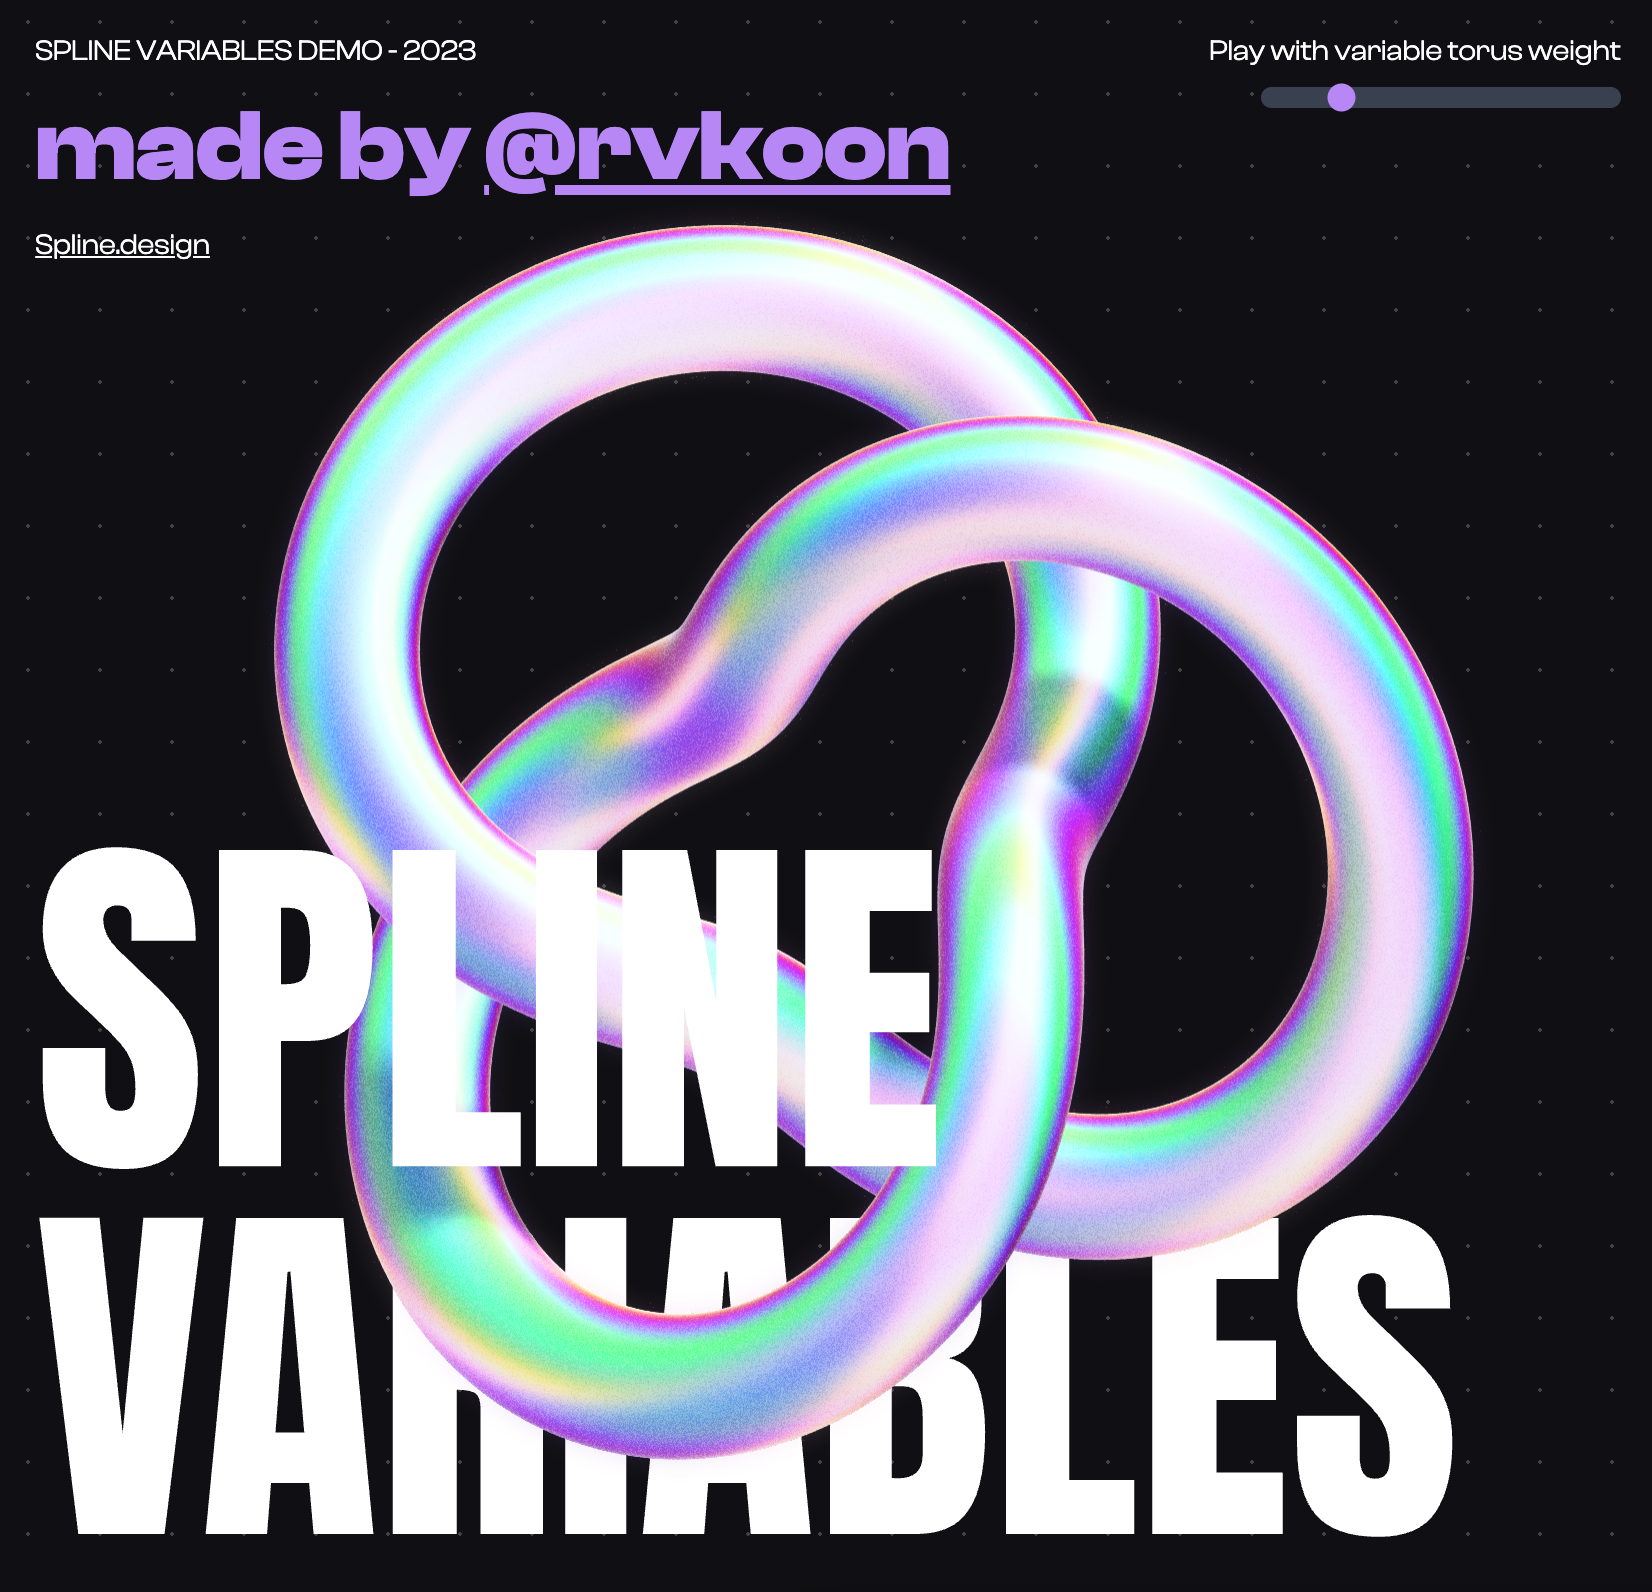 SPLINE VARIABLES DEMO - 2023
Play with variable torus weight
made by @rvkoon
Spline.design
SPLINE
VARIABLES